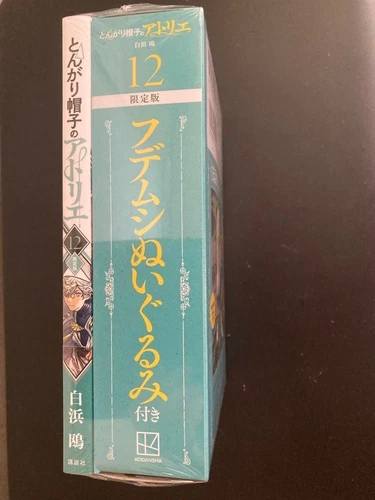 とんがり帽子のアトリエ
12
白浜 鴎
講談社
とんがり帽子のアトリエ
白浜 鴎
12
限定版
フデムシぬいぐるみ
付き
KODANSHA